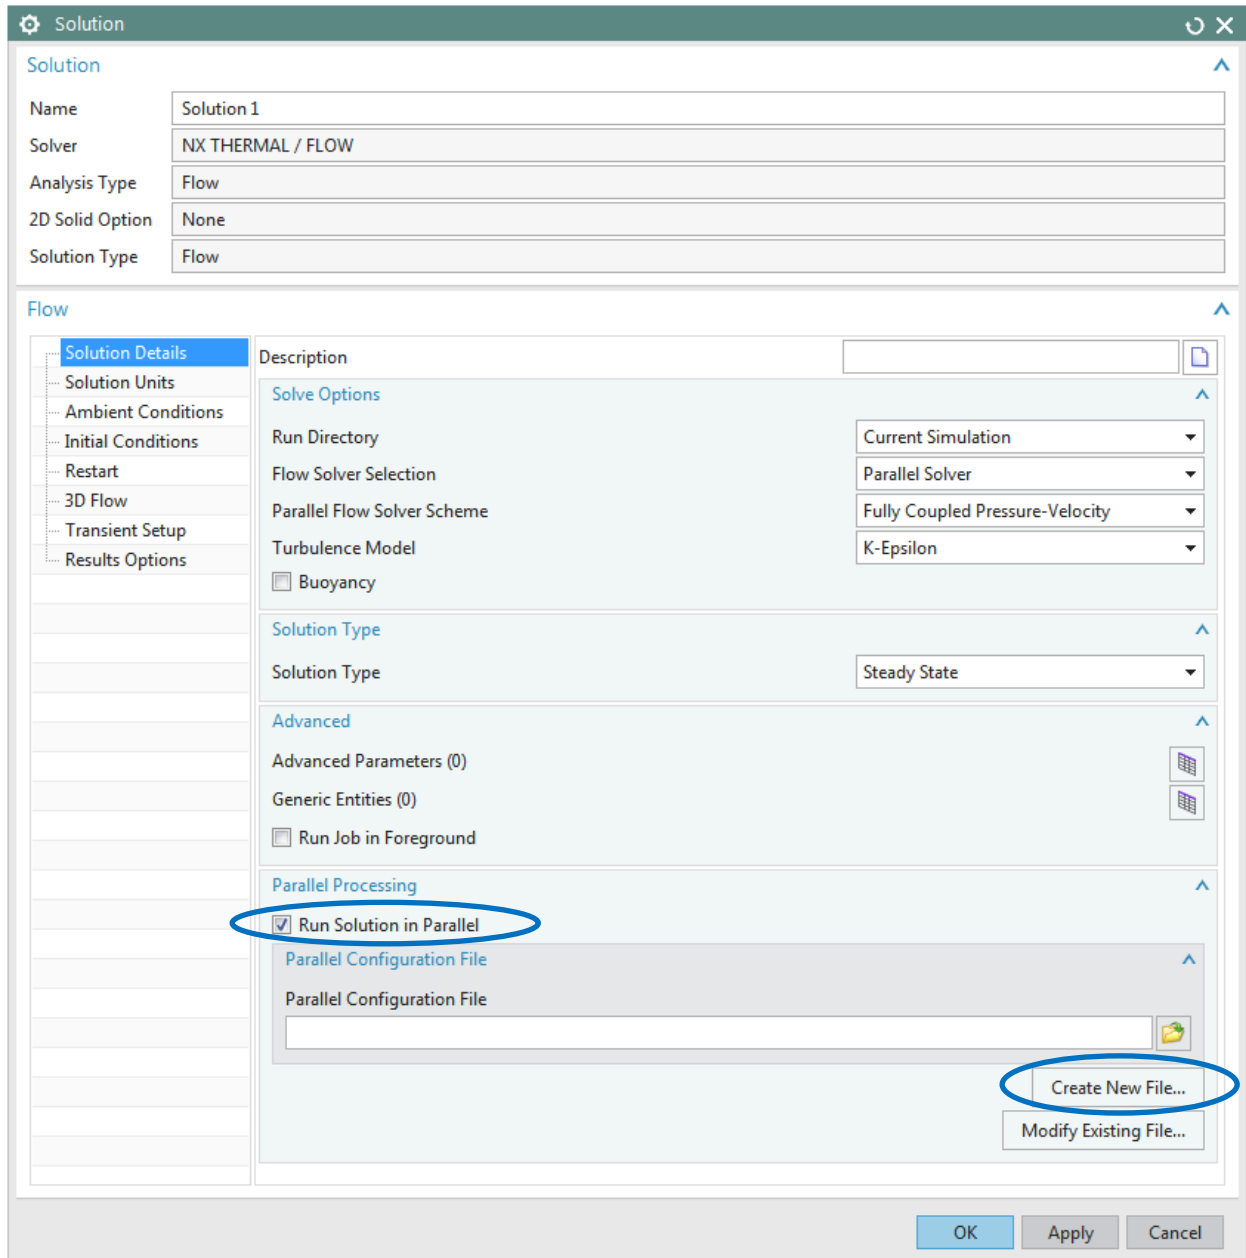 Solution
Solution
Name Solution 1
Solver NX THERMAL / FLOW
Analysis Type Flow
2D Solid Option None
Solution Type Flow
Flow
Solution Details
Solution Units
Ambient Conditions
Initial Conditions
Restart
3D Flow
Transient Setup
Results Options
Description
Solve Options
Run Directory Current Simulation
Flow Solver Selection Parallel Solver
Parallel Flow Solver Scheme Fully Coupled Pressure-Velocity
Turbulence Model K-Epsilon
Buoyancy
Solution Type
Solution Type Steady State
Advanced
Advanced Parameters (0)
Generic Entities (0)
Run Job in Foreground
Parallel Processing
Run Solution in Parallel
Parallel Configuration File
Parallel Configuration File
Create New File...
Modify Existing File...
OK Apply Cancel